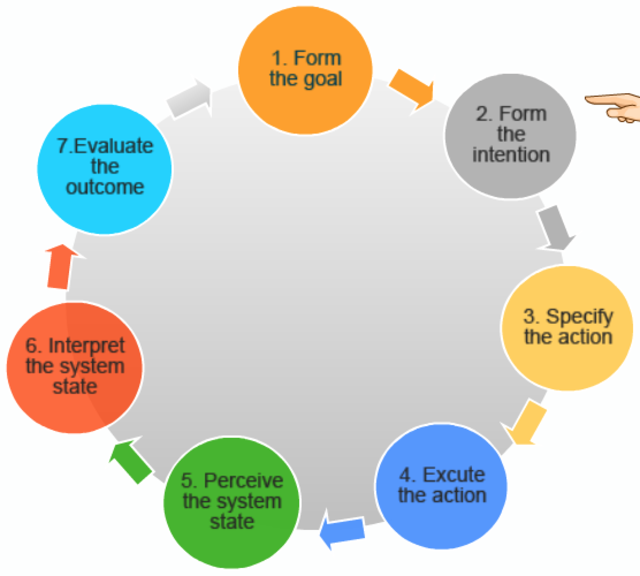 1. Form
the goal
2. Form
the
intention
3. Specify
the action
4. Excute
the action
5. Perceive
the system
state
6. Interpret
the system
state
7.Evaluate
the
outcome